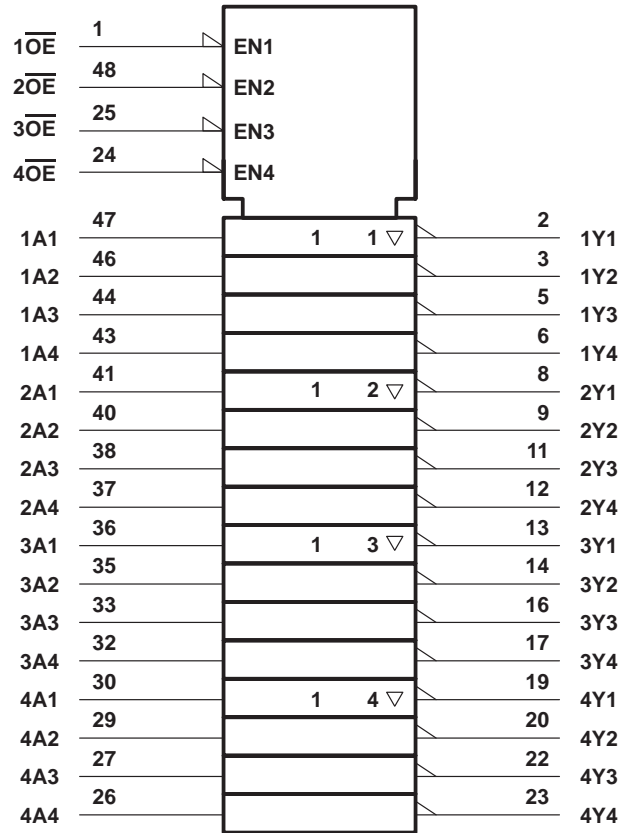 1OE 1 EN1
2OE 48 EN2
3OE 25 EN3
4OE 24 EN4
1A1 47 1 1 ▽ 2 1Y1
1A2 46 3 1Y2
1A3 44 5 1Y3
1A4 43 6 1Y4
2A1 41 1 2 ▽ 8 2Y1
2A2 40 9 2Y2
2A3 38 11 2Y3
2A4 37 12 2Y4
3A1 36 1 3 ▽ 13 3Y1
3A2 35 14 3Y2
3A3 33 16 3Y3
3A4 32 17 3Y4
4A1 30 1 4 ▽ 19 4Y1
4A2 29 20 4Y2
4A3 27 22 4Y3
4A4 26 23 4Y4